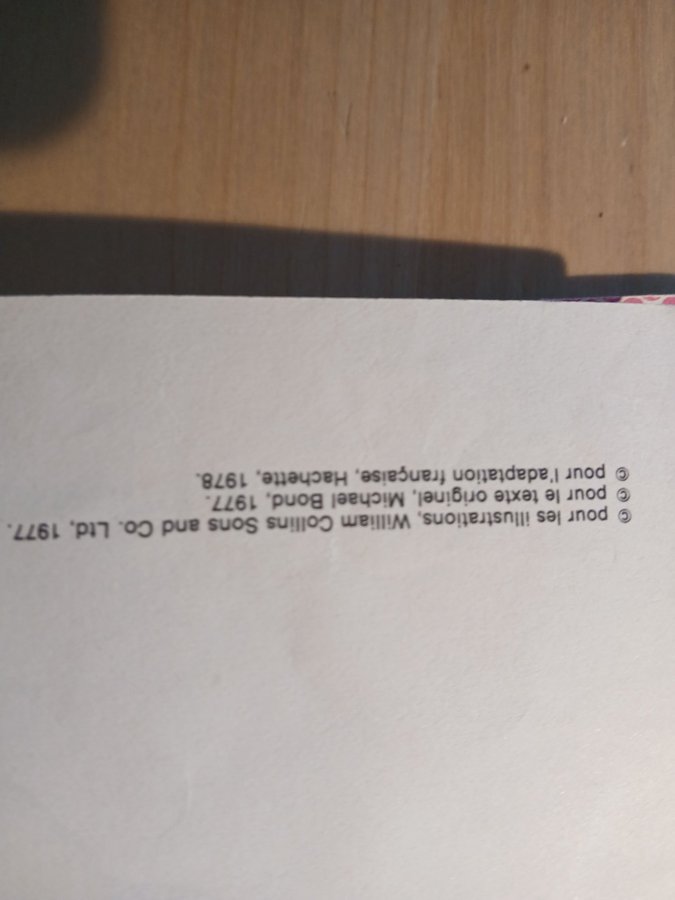 © pour les illustrations, William Collins Sons and Co. Ltd, 1977.
© pour le texte originel, Michael Bond, 1977.
© pour l'adaptation française, Hachette, 1978.